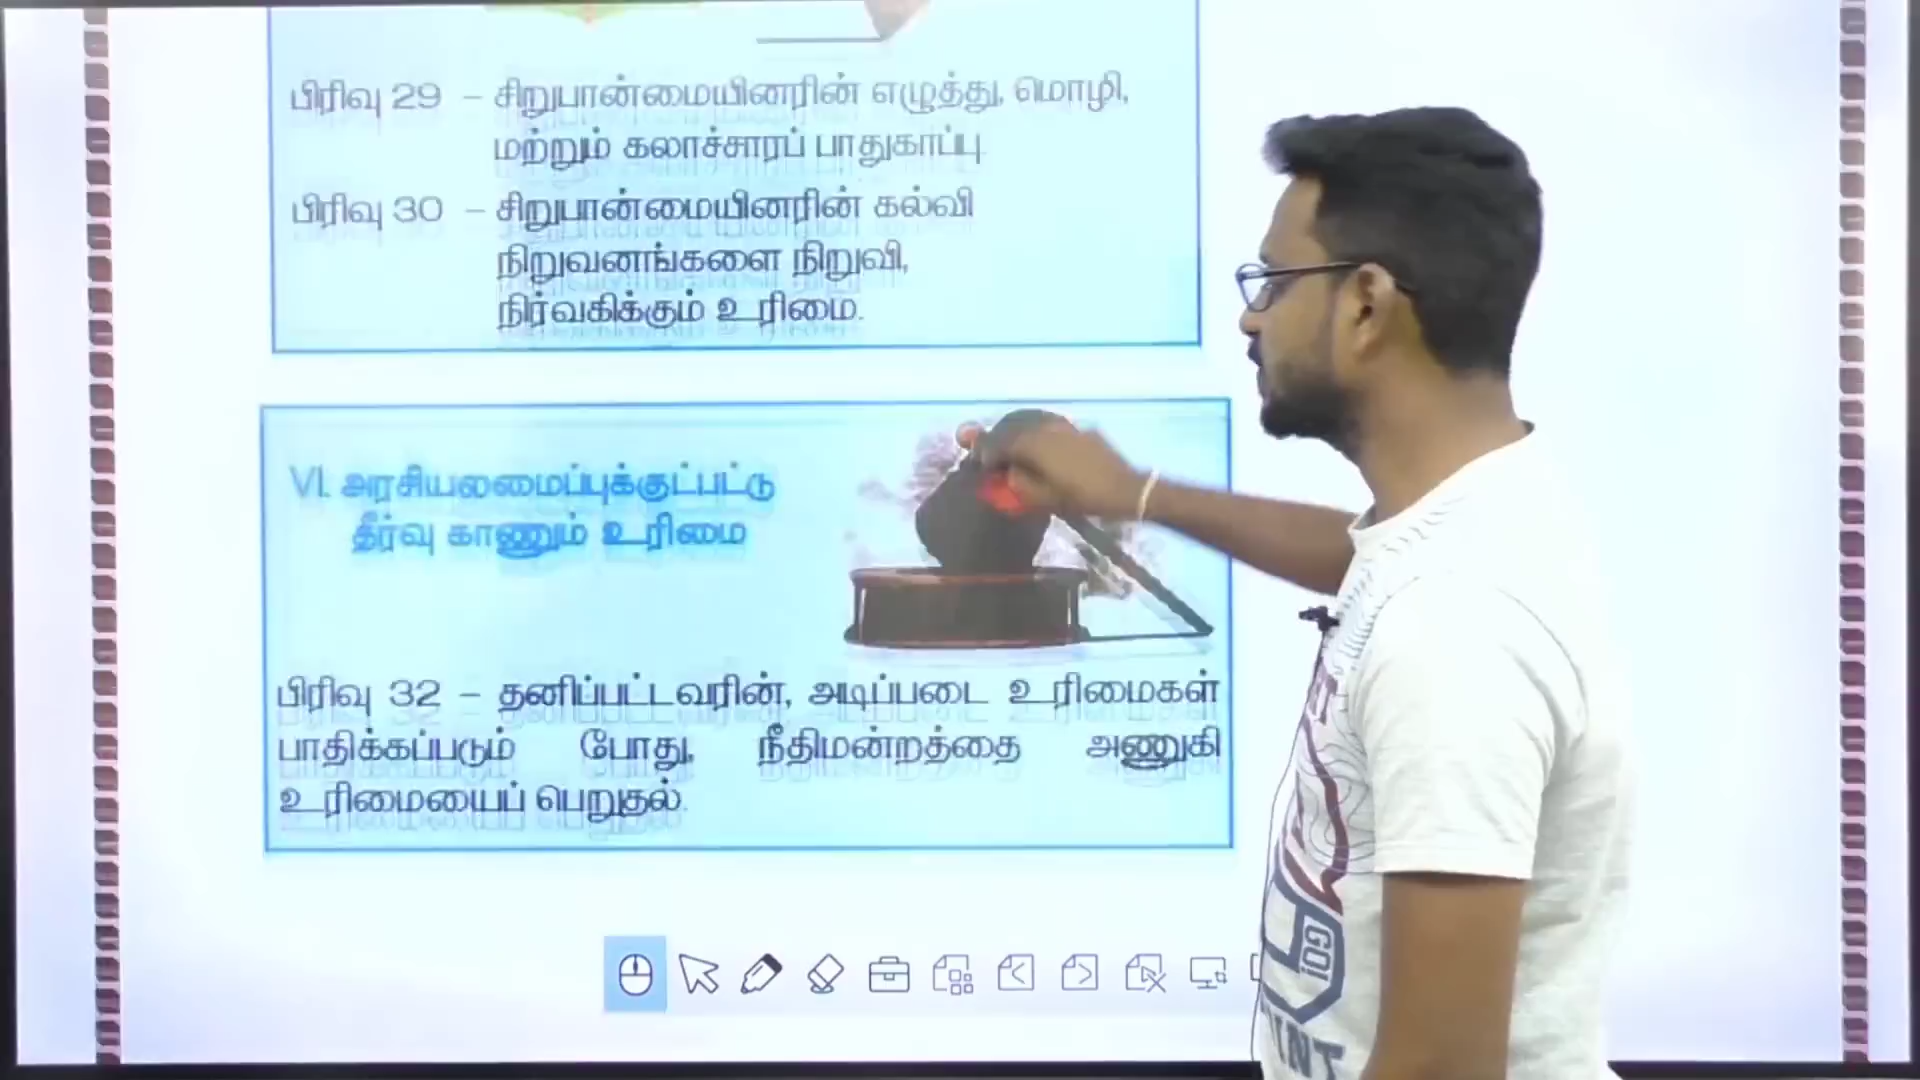 பிரிவு 29 – சிறுபான்மையினரின் எழுத்து, மொழி,
மற்றும் கலாச்சாரப் பாதுகாப்பு.
பிரிவு 30 – சிறுபான்மையினரின் கல்வி
நிறுவனங்களை நிறுவி,
நிர்வகிக்கும் உரிமை.
VI. அரசியலமைப்புக்குட்பட்டு
தீர்வு காணும் உரிமை
பிரிவு 32 – தனிப்பட்டவரின், அடிப்படை உரிமைகள்
பாதிக்கப்படும் போது, நீதிமன்றத்தை அணுகி
உரிமையைப் பெறுதல்.
GO!